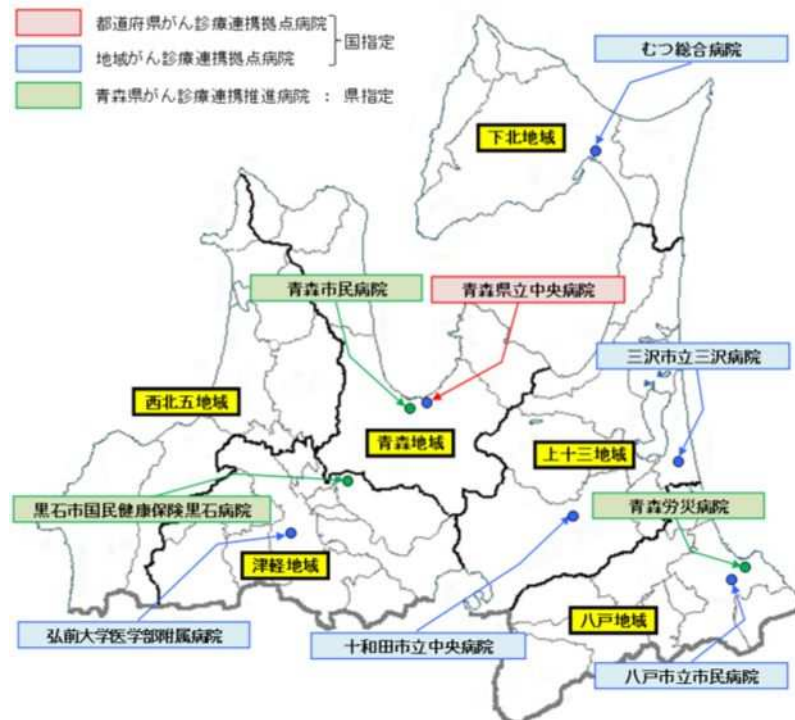 都道府県がん診療連携拠点病院
国指定
地域がん診療連携拠点病院
青森県がん診療連携推進病院 : 県指定
むつ総合病院
下北地域
青森市民病院
青森県立中央病院
三沢市立三沢病院
西北五地域
青森地域
上十三地域
黒石市国民健康保険黒石病院
青森労災病院
津軽地域
八戸地域
弘前大学医学部附属病院
十和田市立中央病院
八戸市立市民病院